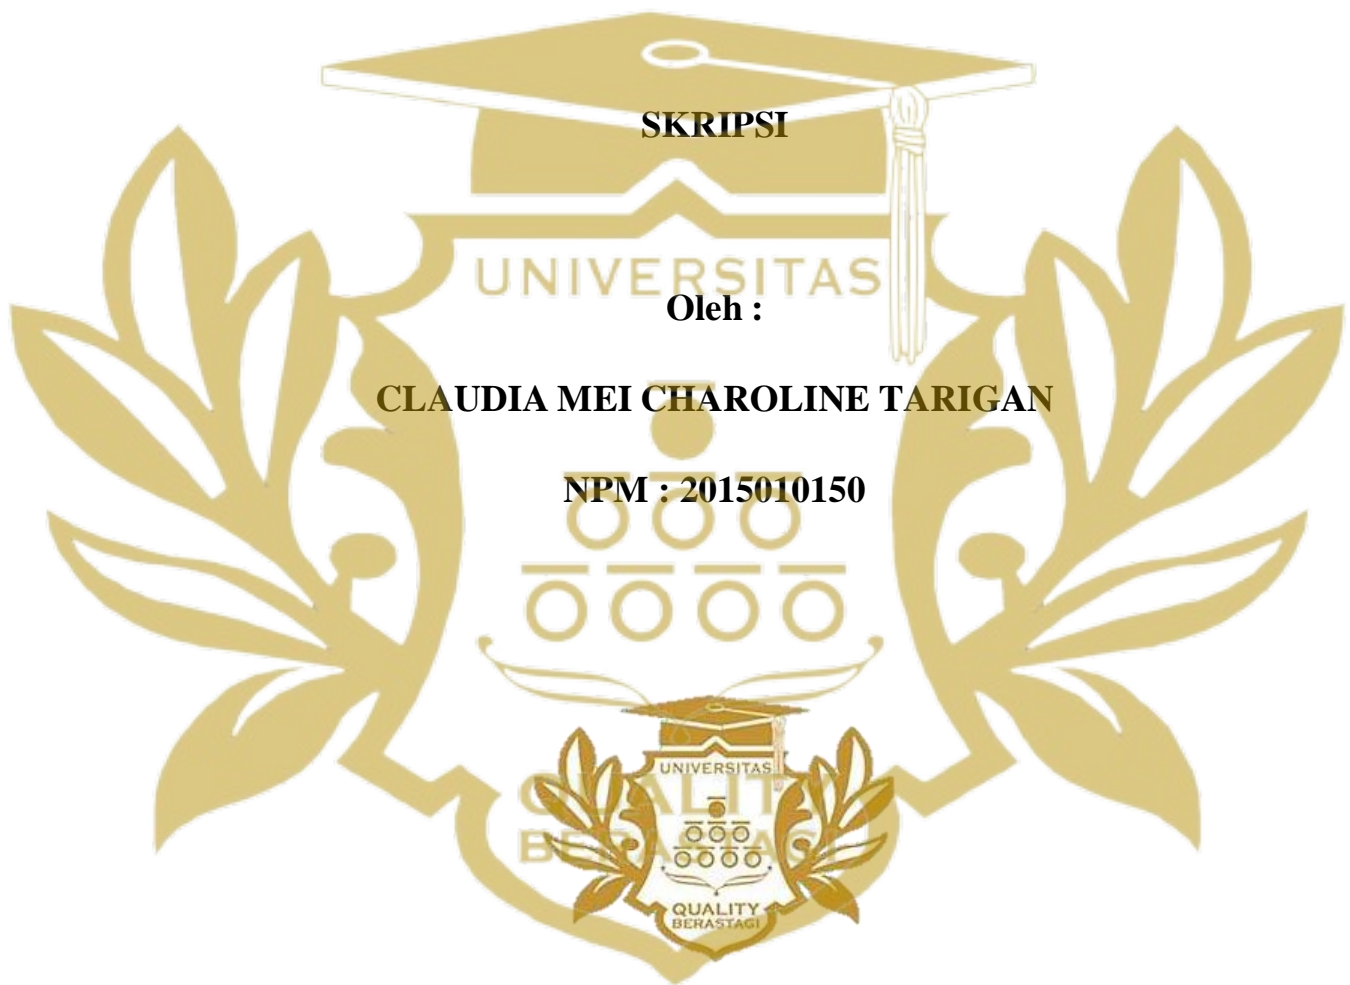 SKRIPSI
UNIVERSITAS
Oleh :
CLAUDIA MEI CHAROLINE TARIGAN
NPM : 2015010150
UNIVERSITAS
QUALITY
BERASTAGI
QUALITY
BERASTAGI